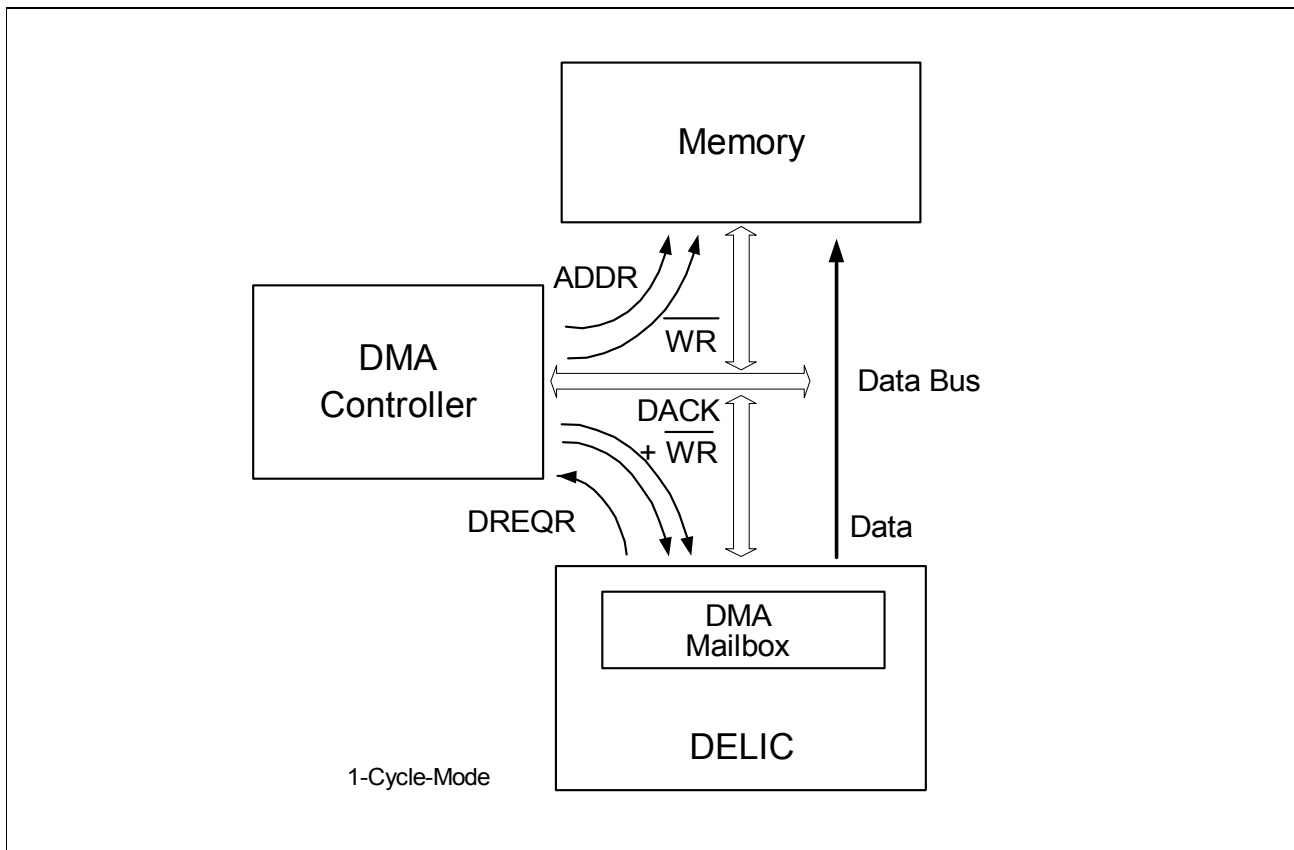 Memory
ADDR
WR
DMA
Controller
Data Bus
DACK
+ WR
DREQR
Data
DMA
Mailbox
DELIC
1-Cycle-Mode